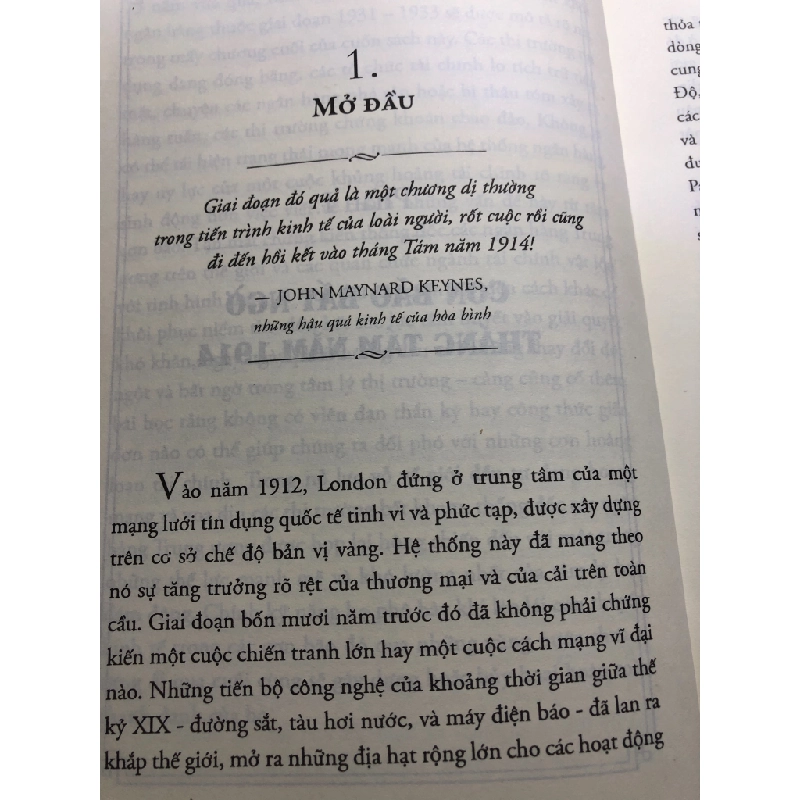 1.
MỞ ĐẦU
Giai đoạn đó quả là một chương dị thường
trong tiến trình kinh tế của loài người, rốt cuộc rồi cũng
đi đến hồi kết vào tháng Tám năm 1914!
— JOHN MAYNARD KEYNES,
những hậu quả kinh tế của hòa bình
Vào năm 1912, London đứng ở trung tâm của một
mạng lưới tín dụng quốc tế tinh vi và phức tạp, được xây dựng
trên cơ sở chế độ bản vị vàng. Hệ thống này đã mang theo
nó sự tăng trưởng rõ rệt của thương mại và của cải trên toàn
cầu. Giai đoạn bốn mươi năm trước đó đã không phải chứng
kiến một cuộc chiến tranh lớn hay một cuộc cách mạng vĩ đại
nào. Những tiến bộ công nghệ của khoảng thời gian giữa thế
kỷ XIX - đường sắt, tàu hơi nước, và máy điện báo - đã lan ra
khắp thế giới, mở ra những địa hạt rộng lớn cho các hoạt động
thỏa
dòng
cung
Độ,
các
và